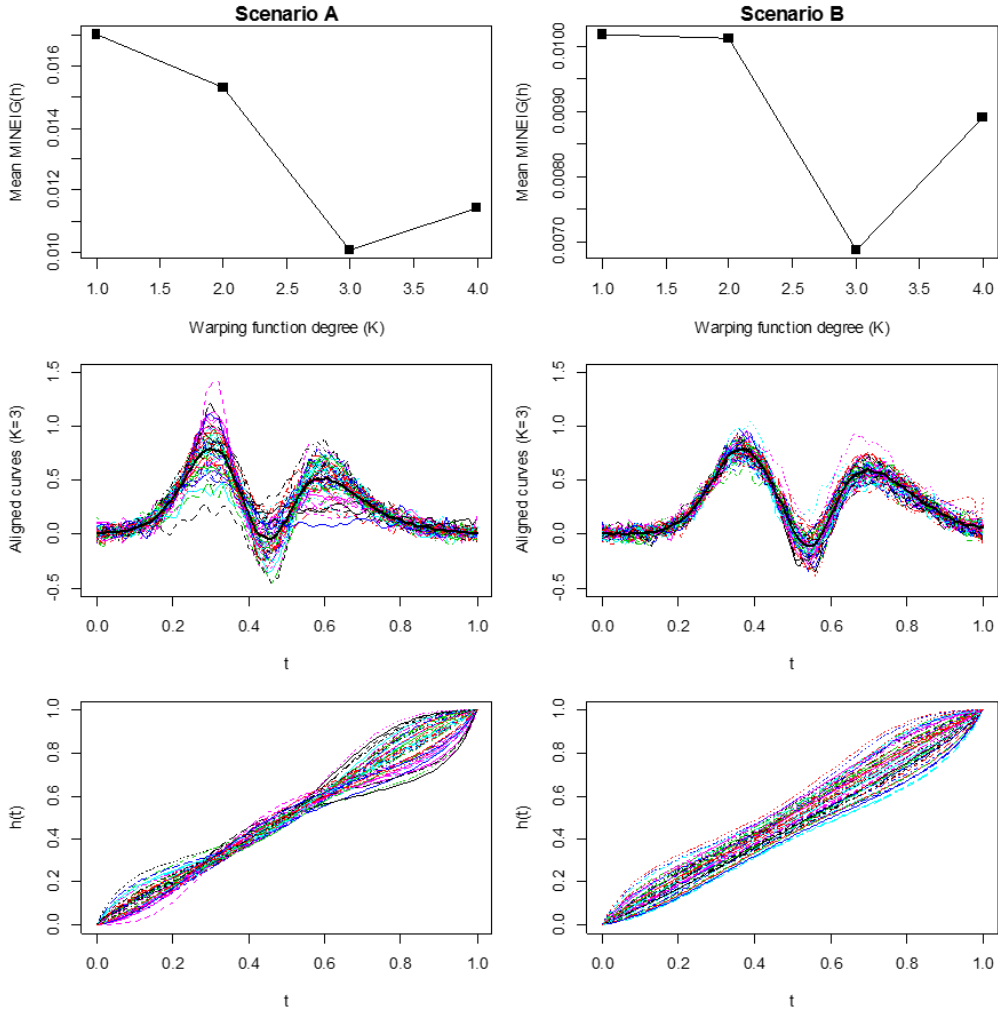 Scenario A
Scenario B
Mean MINEIG(h)
0.010 0.012 0.014 0.016
1.0 1.5 2.0 2.5 3.0 3.5 4.0
Warping function degree (K)
Mean MINEIG(h)
0.0070 0.0080 0.0090 0.0100
1.0 1.5 2.0 2.5 3.0 3.5 4.0
Warping function degree (K)
Aligned curves (K=3)
-0.5 0.0 0.5 1.0 1.5
0.0 0.2 0.4 0.6 0.8 1.0
t
Aligned curves (K=3)
-0.5 0.0 0.5 1.0 1.5
0.0 0.2 0.4 0.6 0.8 1.0
t
h(t)
0.0 0.2 0.4 0.6 0.8 1.0
0.0 0.2 0.4 0.6 0.8 1.0
t
h(t)
0.0 0.2 0.4 0.6 0.8 1.0
0.0 0.2 0.4 0.6 0.8 1.0
t